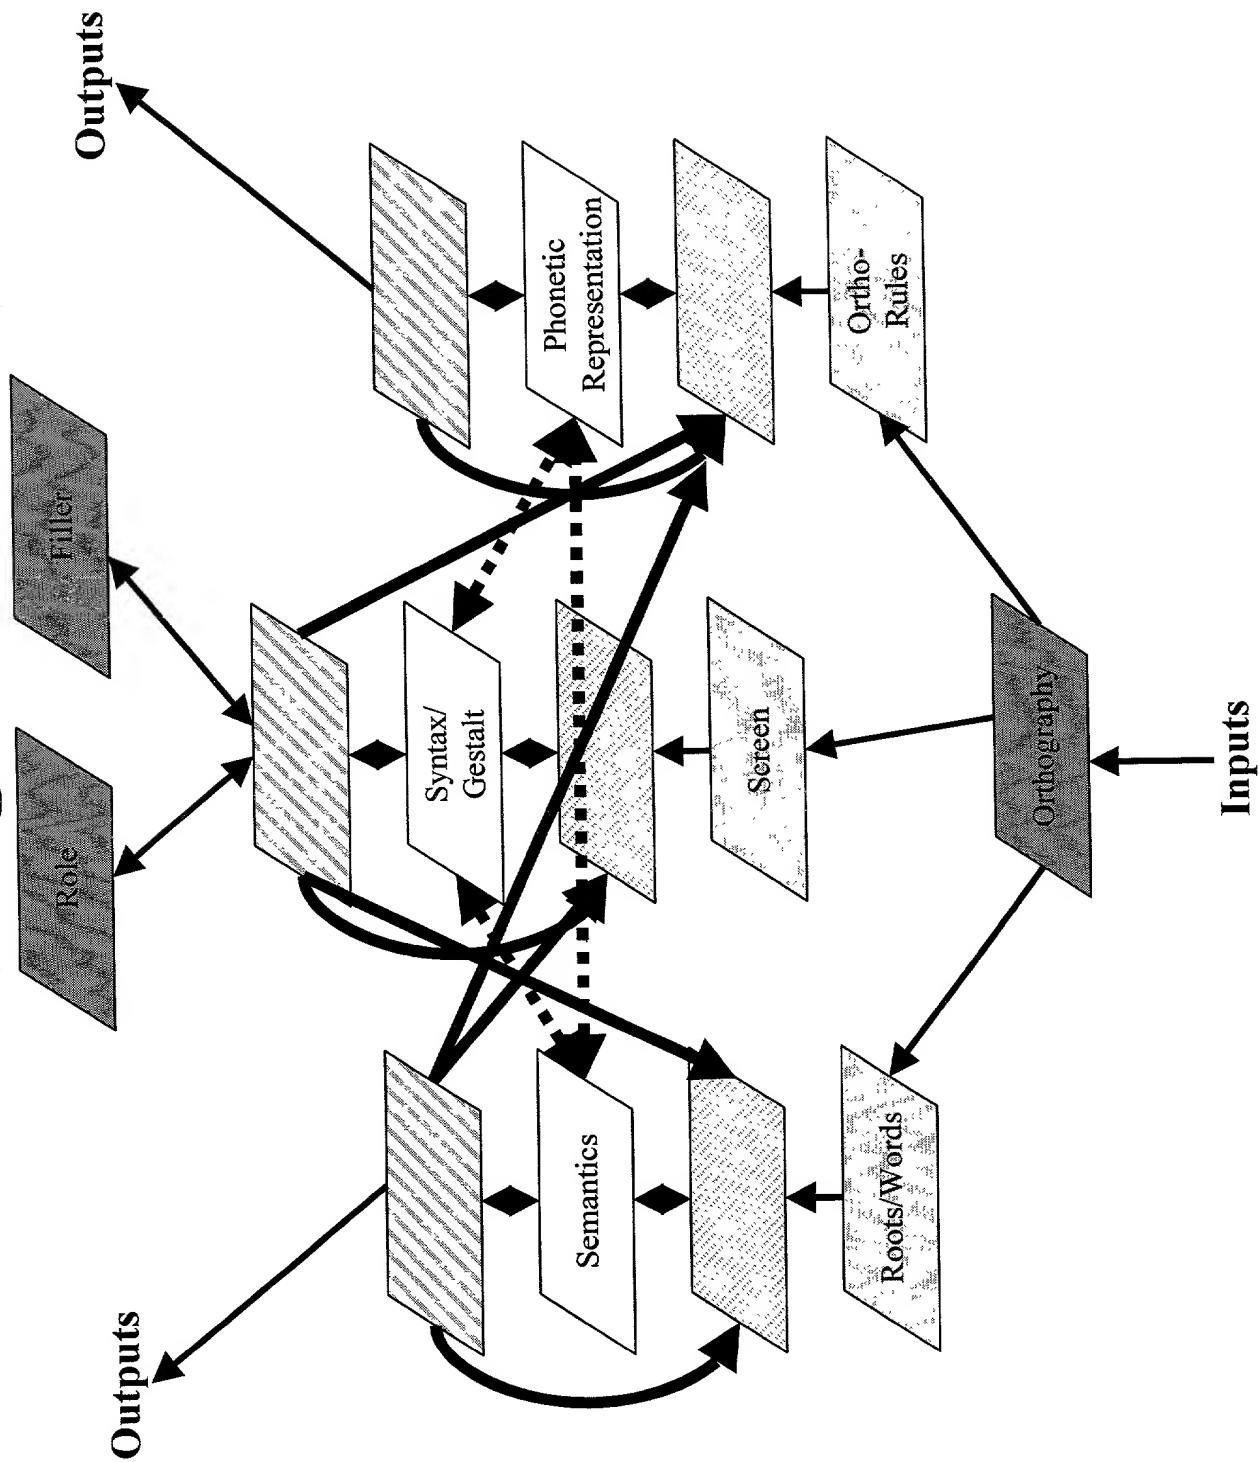 Outputs
Role
Filler
Outputs
Semantics
Syntax/
Gestalt
Phonetic
Representation
Roots/Words
Screen
Ortho-
Rules
Orthography
Inputs